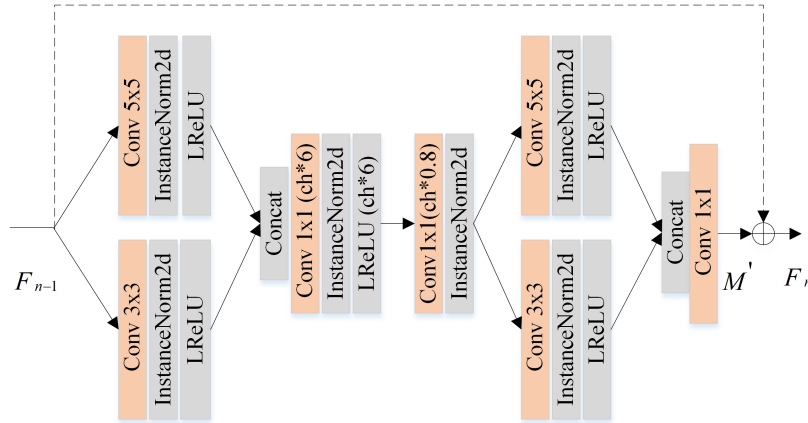 F n−1
Conv 5x5
InstanceNorm2d
LReLU
Conv 3x3
InstanceNorm2d
LReLU
Concat
Conv 1x1 (ch*6)
InstanceNorm2d
LReLU (ch*6)
Conv1x1(ch*0.8)
InstanceNorm2d
Conv 5x5
InstanceNorm2d
LReLU
Conv 3x3
InstanceNorm2d
LReLU
Concat
Conv 1x1
M'
F